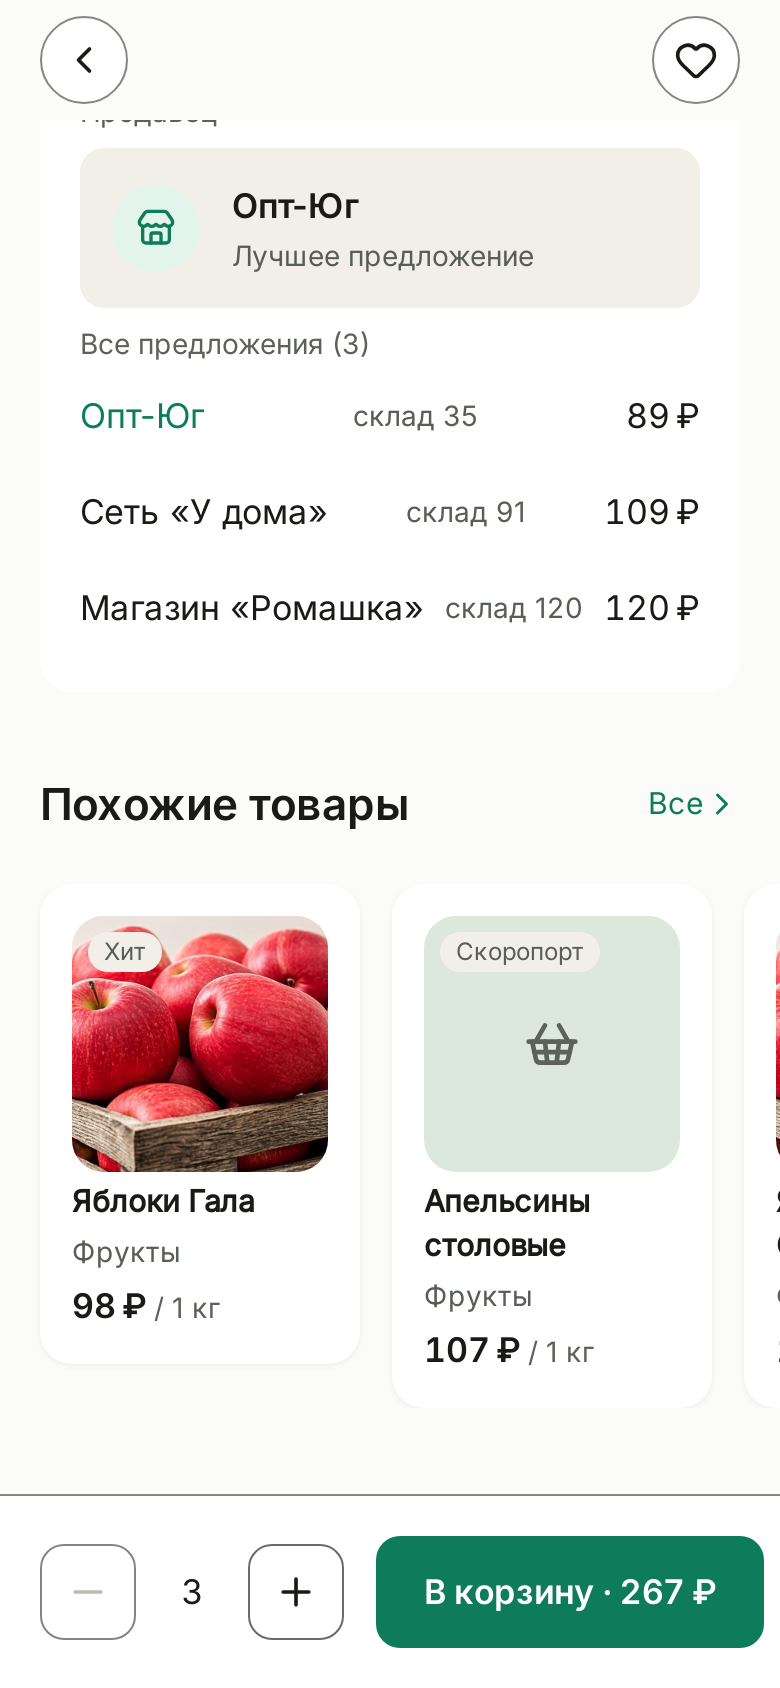 Продавец
Опт-Юг
Лучшее предложение
Все предложения (3)
Опт-Юг склад 35 89 ₽
Сеть «У дома» склад 91 109 ₽
Магазин «Ромашка» склад 120 120 ₽
Похожие товары Все
Хит
Скоропорт
Яблоки Гала
Фрукты
98 ₽ / 1 кг
Апельсины
столовые
Фрукты
107 ₽ / 1 кг
3
В корзину · 267 ₽